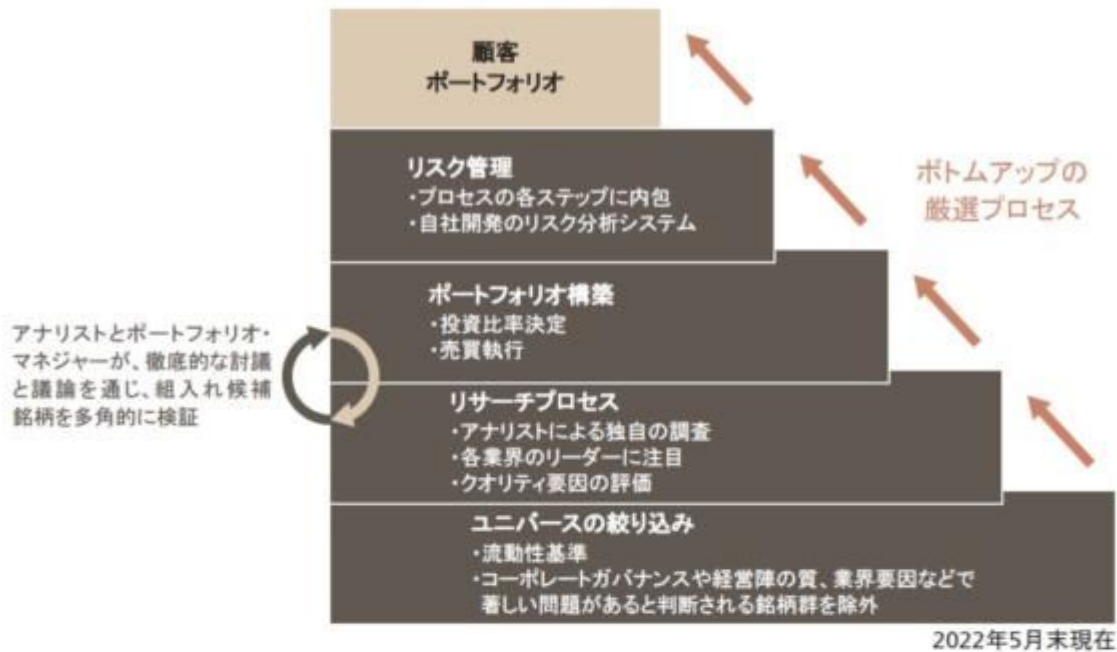 顧客
ポートフォリオ
リスク管理
・プロセスの各ステップに内包
・自社開発のリスク分析システム
ボトムアップの
厳選プロセス
ポートフォリオ構築
・投資比率決定
・売買執行
アナリストとポートフォリオ・
マネジャーが、徹底的な討議
と議論を通じ、組入れ候補
銘柄を多角的に検証
リサーチプロセス
・アナリストによる独自の調査
・各業界のリーダーに注目
・クオリティ要因の評価
ユニバースの絞り込み
・流動性基準
・コーポレートガバナンスや経営陣の質、業界要因などで
著しい問題があると判断される銘柄群を除外
2022年5月末現在